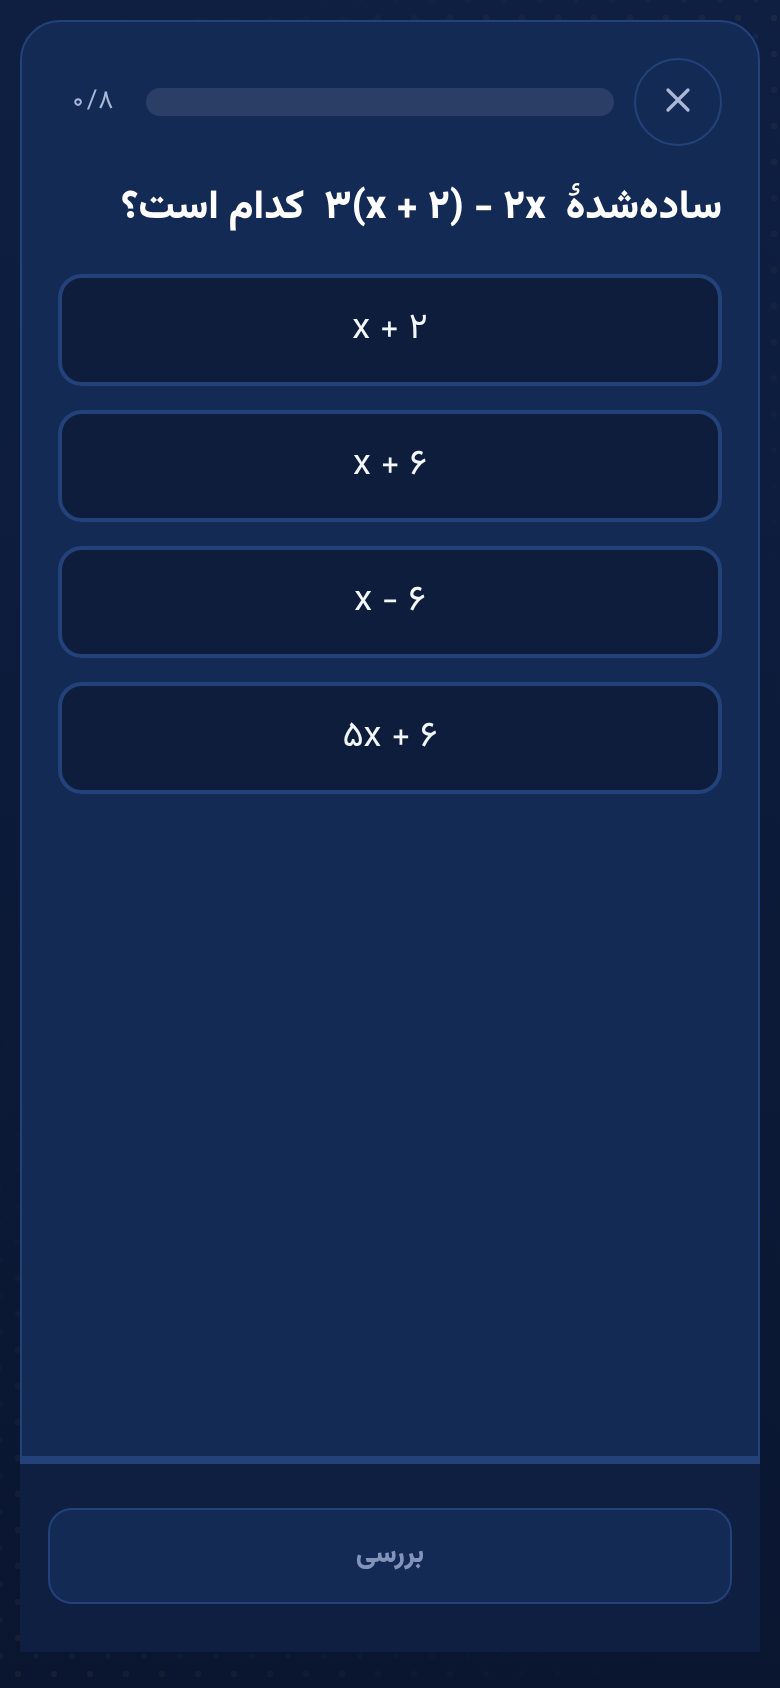 ۰/۸
ساده‌شدهٔ ۳(x + ۲) − ۲x کدام است؟
x + ۲
x + ۶
x − ۶
۵x + ۶
بررسی